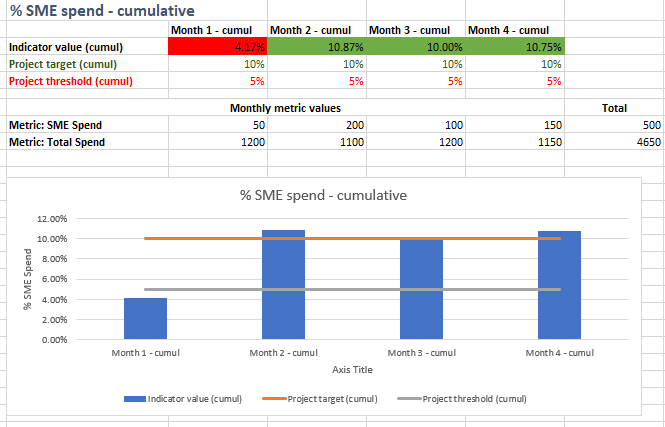 % SME spend - cumulative
Month 1 - cumul Month 2 - cumul Month 3 - cumul Month 4 - cumul
Indicator value (cumul) 4.17% 10.87% 10.00% 10.75%
Project target (cumul) 10% 10% 10% 10%
Project threshold (cumul) 5% 5% 5% 5%
Monthly metric values Total
Metric: SME Spend 50 200 100 150 500
Metric: Total Spend 1200 1100 1200 1150 4650
% SME spend - cumulative
12.00%
10.00%
8.00%
6.00%
4.00%
2.00%
0.00%
% SME Spend
Month 1 - cumul Month 2 - cumul Month 3 - cumul Month 4 - cumul
Axis Title
Indicator value (cumul) Project target (cumul) Project threshold (cumul)